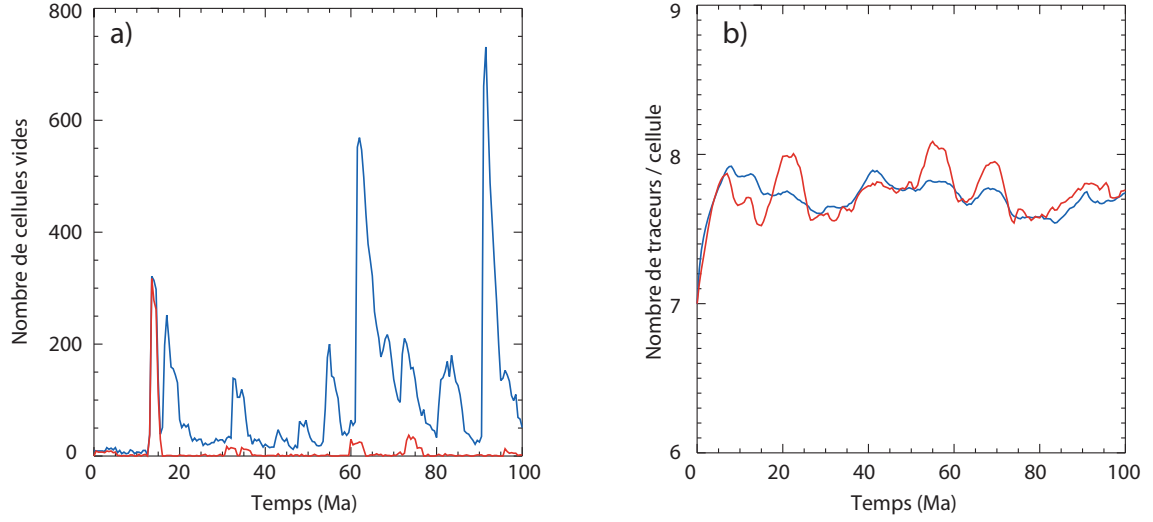 a)
Nombre de cellules vides
800
600
400
200
0
0 20 40 60 80 100
Temps (Ma)
b)
Nombre de traceurs / cellule
9
8
7
6
0 20 40 60 80 100
Temps (Ma)